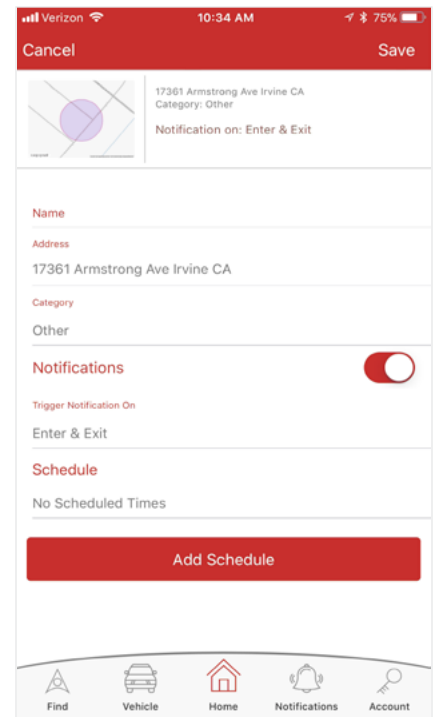 Verizon 10:34 AM 75%
Cancel Save
17361 Armstrong Ave Irvine CA
Category: Other
Notification on: Enter & Exit
Name
Address
17361 Armstrong Ave Irvine CA
Category
Other
Notifications
Trigger Notification On
Enter & Exit
Schedule
No Scheduled Times
Add Schedule
Find Vehicle Home Notifications Account